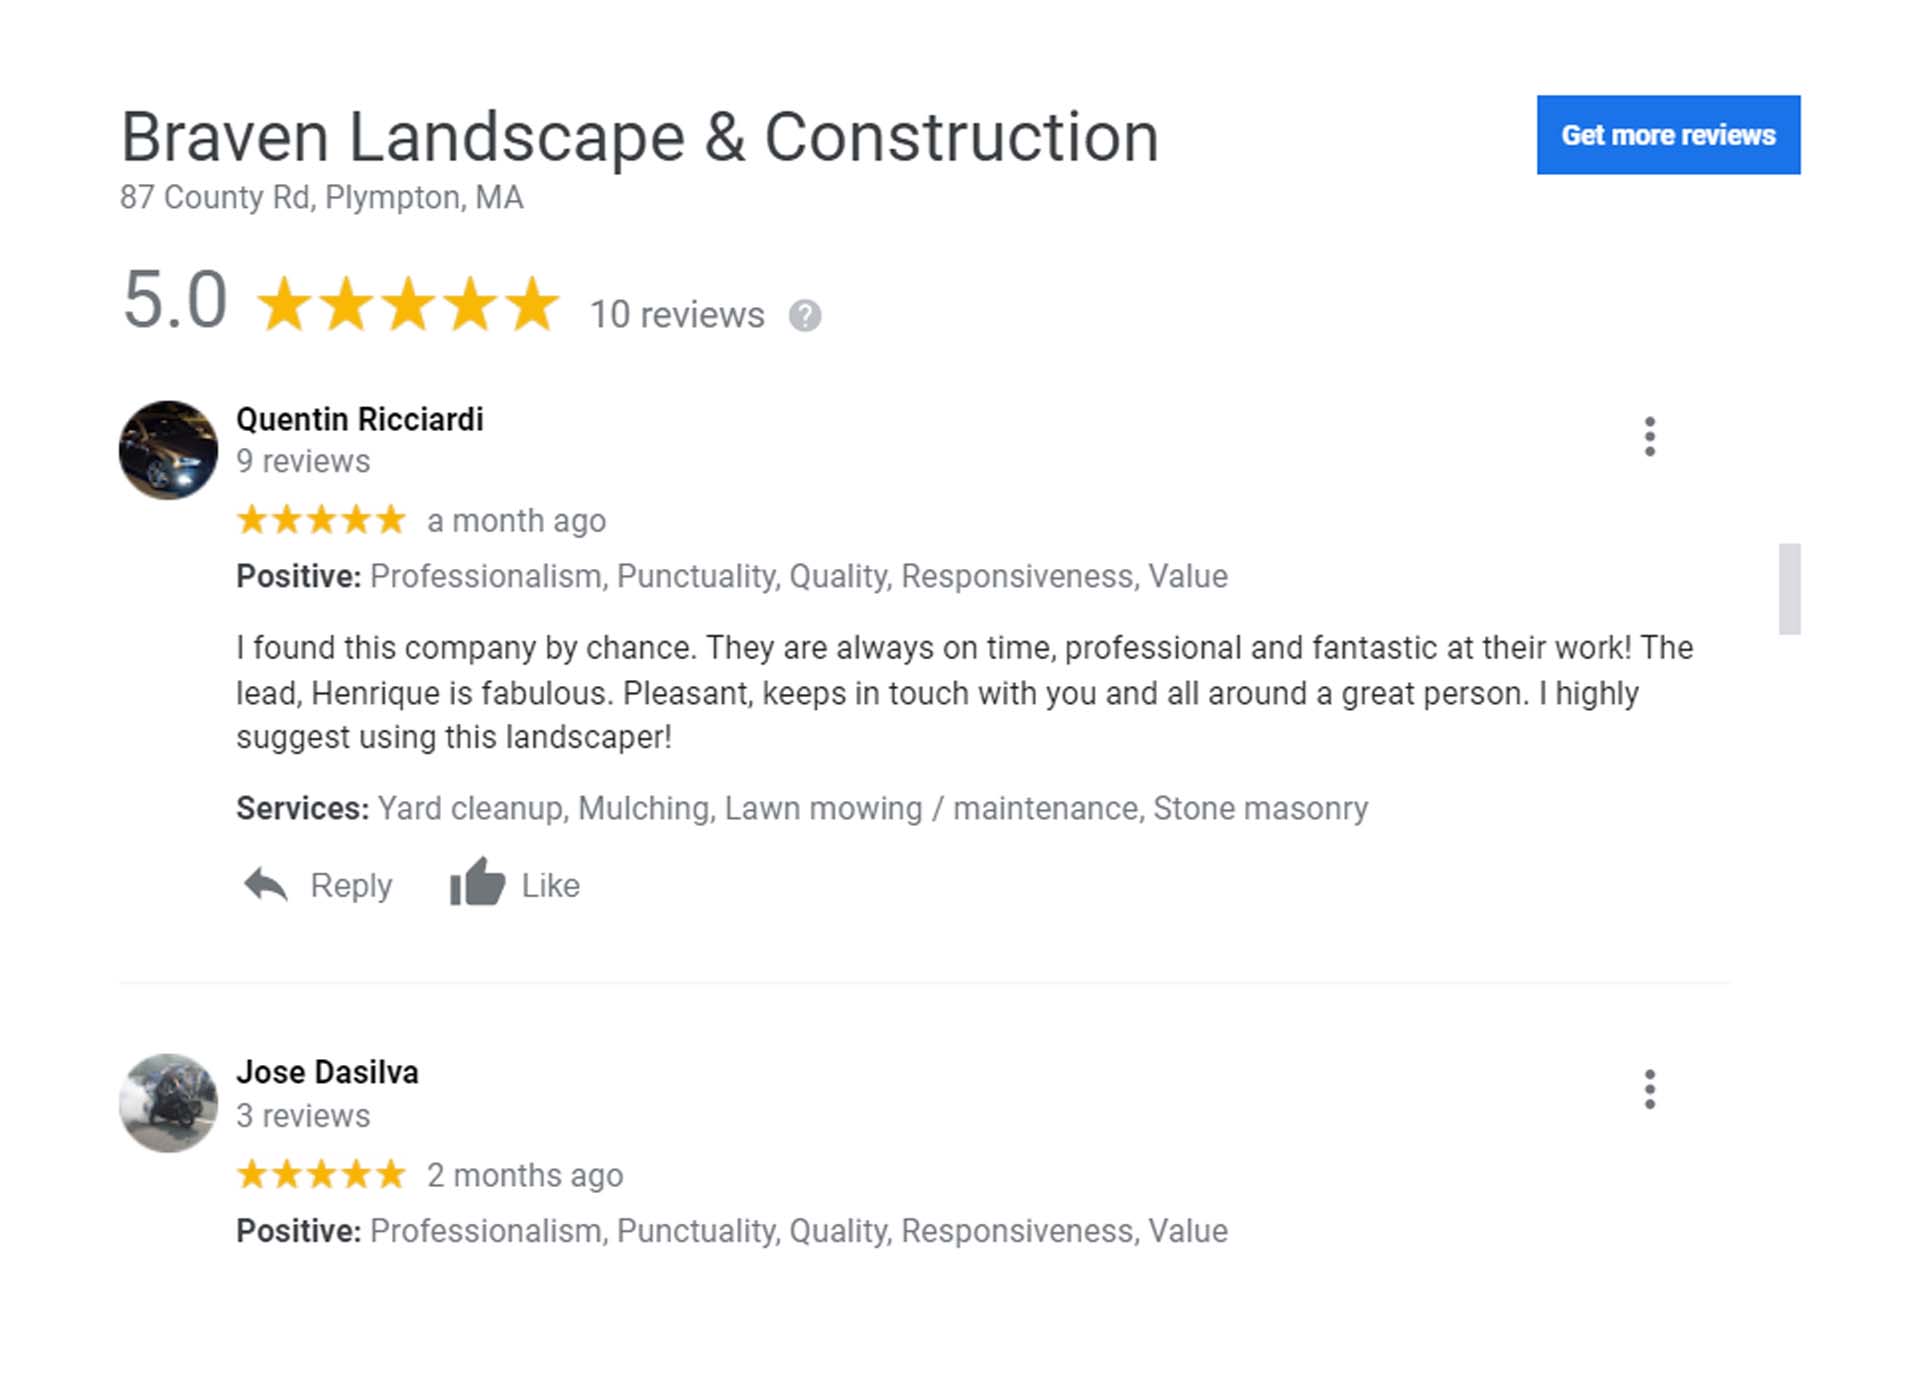 Braven Landscape & Construction
Get more reviews
87 County Rd, Plympton, MA
5.0 10 reviews ?
Quentin Ricciardi
9 reviews
a month ago
Positive: Professionalism, Punctuality, Quality, Responsiveness, Value
I found this company by chance. They are always on time, professional and fantastic at their work! The
lead, Henrique is fabulous. Pleasant, keeps in touch with you and all around a great person. I highly
suggest using this landscaper!
Services: Yard cleanup, Mulching, Lawn mowing / maintenance, Stone masonry
Reply Like
Jose Dasilva
3 reviews
2 months ago
Positive: Professionalism, Punctuality, Quality, Responsiveness, Value